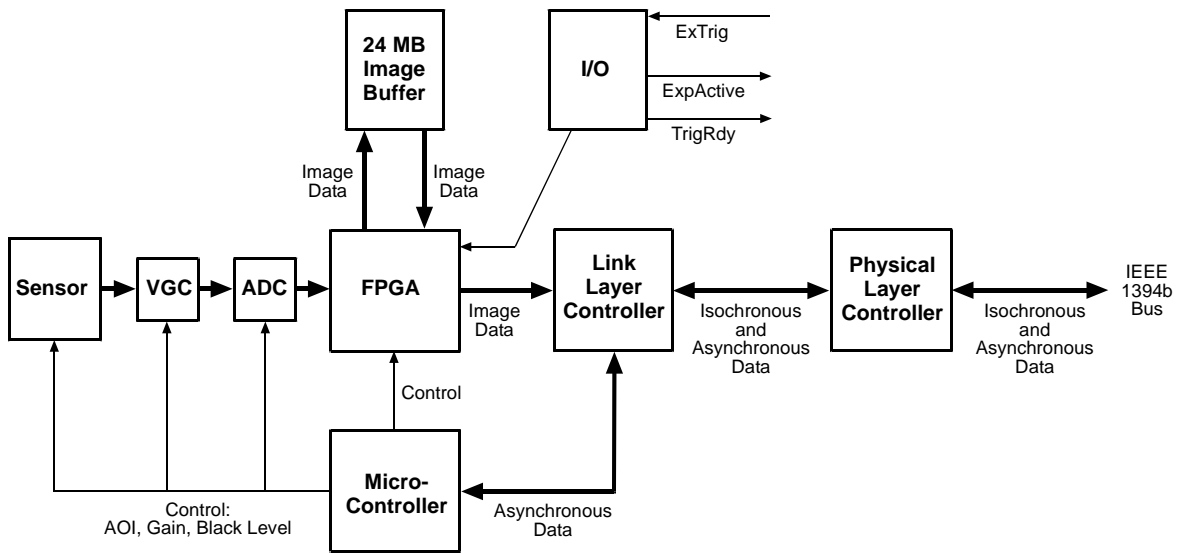 24 MB
Image
Buffer
I/O
ExTrig
ExpActive
TrigRdy
Image
Data
Image
Data
Sensor
VGC
ADC
FPGA
Image
Data
Link
Layer
Controller
Isochronous
and
Asynchronous
Data
Physical
Layer
Controller
Isochronous
and
Asynchronous
Data
IEEE
1394b
Bus
Control
Micro-
Controller
Control:
AOI, Gain, Black Level
Asynchronous
Data